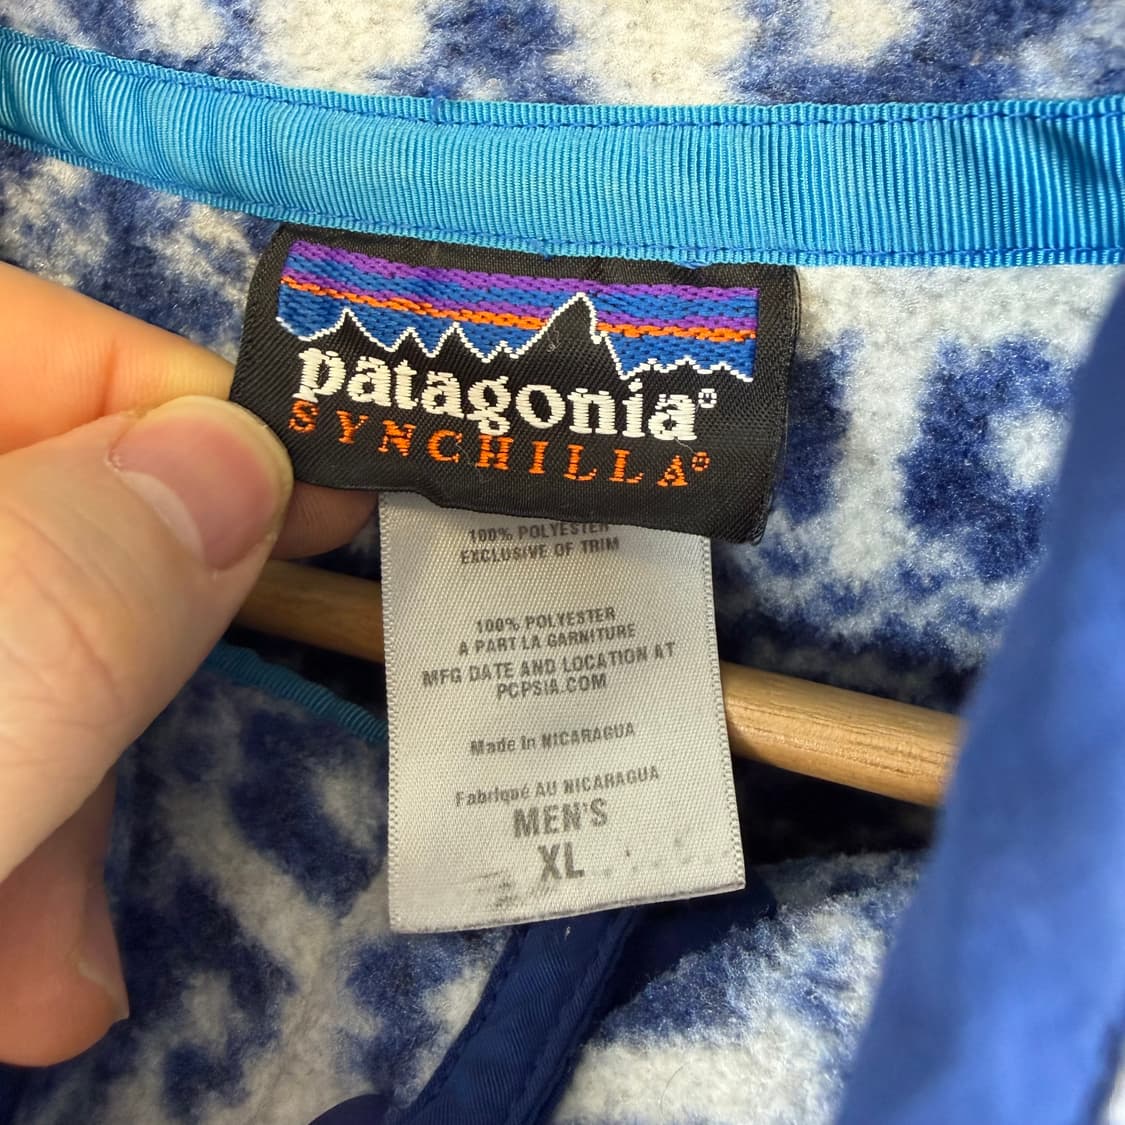 patagonia®
SYNCHILLA®
100% POLYESTER
EXCLUSIVE OF TRIM
100% POLYESTER
A PART LA GARNITURE
MFG DATE AND LOCATION AT
PCPSIA.COM
Made In NICARAGUA
Fabriqué AU NICARAGUA
MEN'S
XL